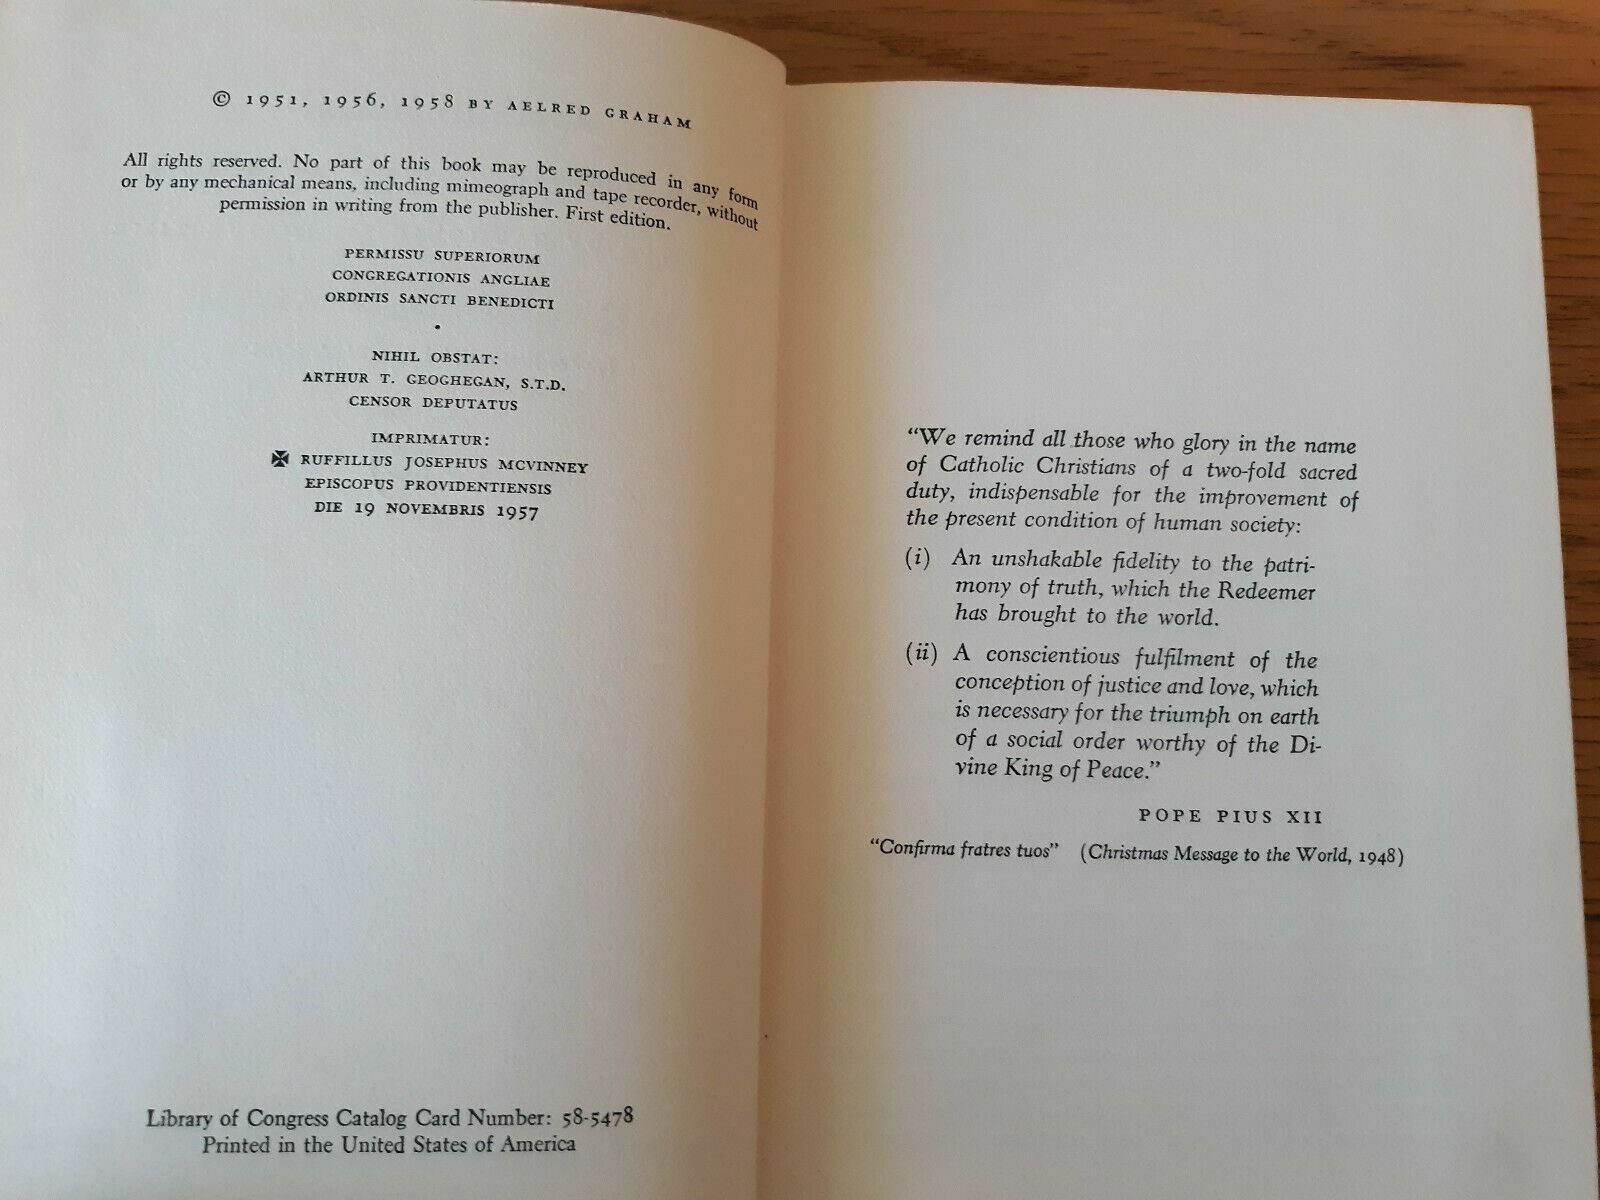 © 1951, 1956, 1958 BY AELRED GRAHAM
All rights reserved. No part of this book may be reproduced in any form
or by any mechanical means, including mimeograph and tape recorder, without
permission in writing from the publisher. First edition.
PERMISSU SUPERIORUM
CONGREGATIONIS ANGLIAE
ORDINIS SANCTI BENEDICTI
•
NIHIL OBSTAT:
ARTHUR T. GEOGHEGAN, S.T.D.
CENSOR DEPUTATUS
IMPRIMATUR:
✠ RUFFILLUS JOSEPHUS MCVINNEY
EPISCOPUS PROVIDENTIENSIS
DIE 19 NOVEMBRIS 1957
Library of Congress Catalog Card Number: 58-5478
Printed in the United States of America
“We remind all those who glory in the name
of Catholic Christians of a two-fold sacred
duty, indispensable for the improvement of
the present condition of human society:
(i) An unshakable fidelity to the patri-
mony of truth, which the Redeemer
has brought to the world.
(ii) A conscientious fulfilment of the
conception of justice and love, which
is necessary for the triumph on earth
of a social order worthy of the Di-
vine King of Peace.”
POPE PIUS XII
“Confirma fratres tuos” (Christmas Message to the World, 1948)